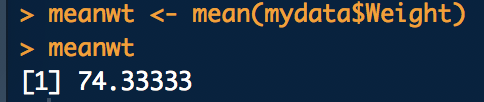 > meanwt <- mean(mydata$Weight)
> meanwt
[1] 74.33333